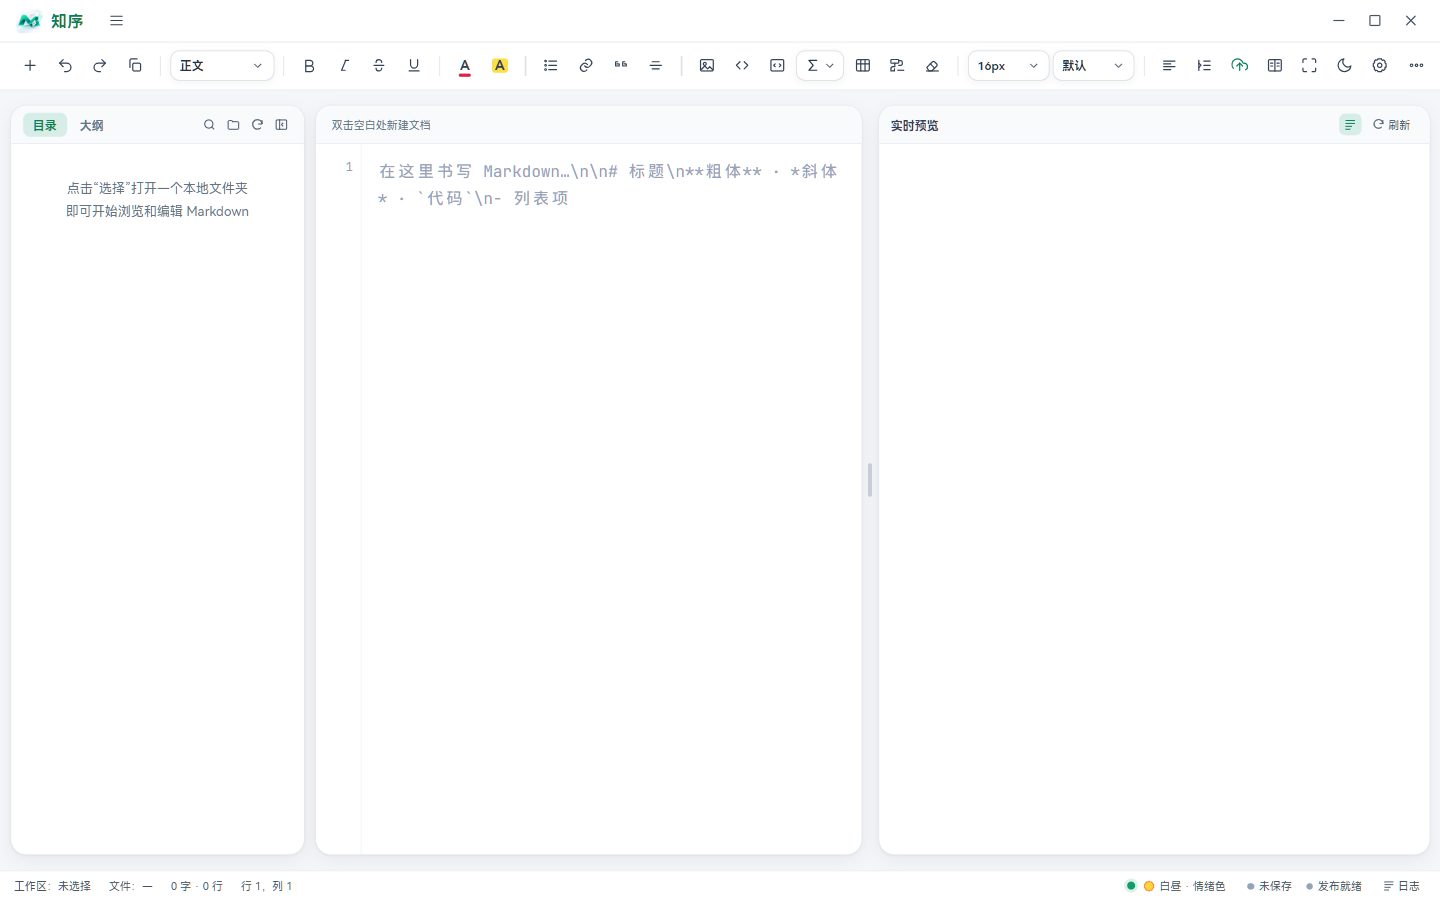 知序
正文
B
A
A
Σ
16px
默认
目录
大纲
点击“选择”打开一个本地文件夹
即可开始浏览和编辑 Markdown
双击空白处新建文档
1
在这里书写 Markdown…\n\n# 标题\n**粗体** · *斜体
* · `代码`\n- 列表项
实时预览
刷新
工作区: 未选择
文件: —
0 字 · 0 行
行 1, 列 1
白昼 · 情绪色
未保存
发布就绪
日志